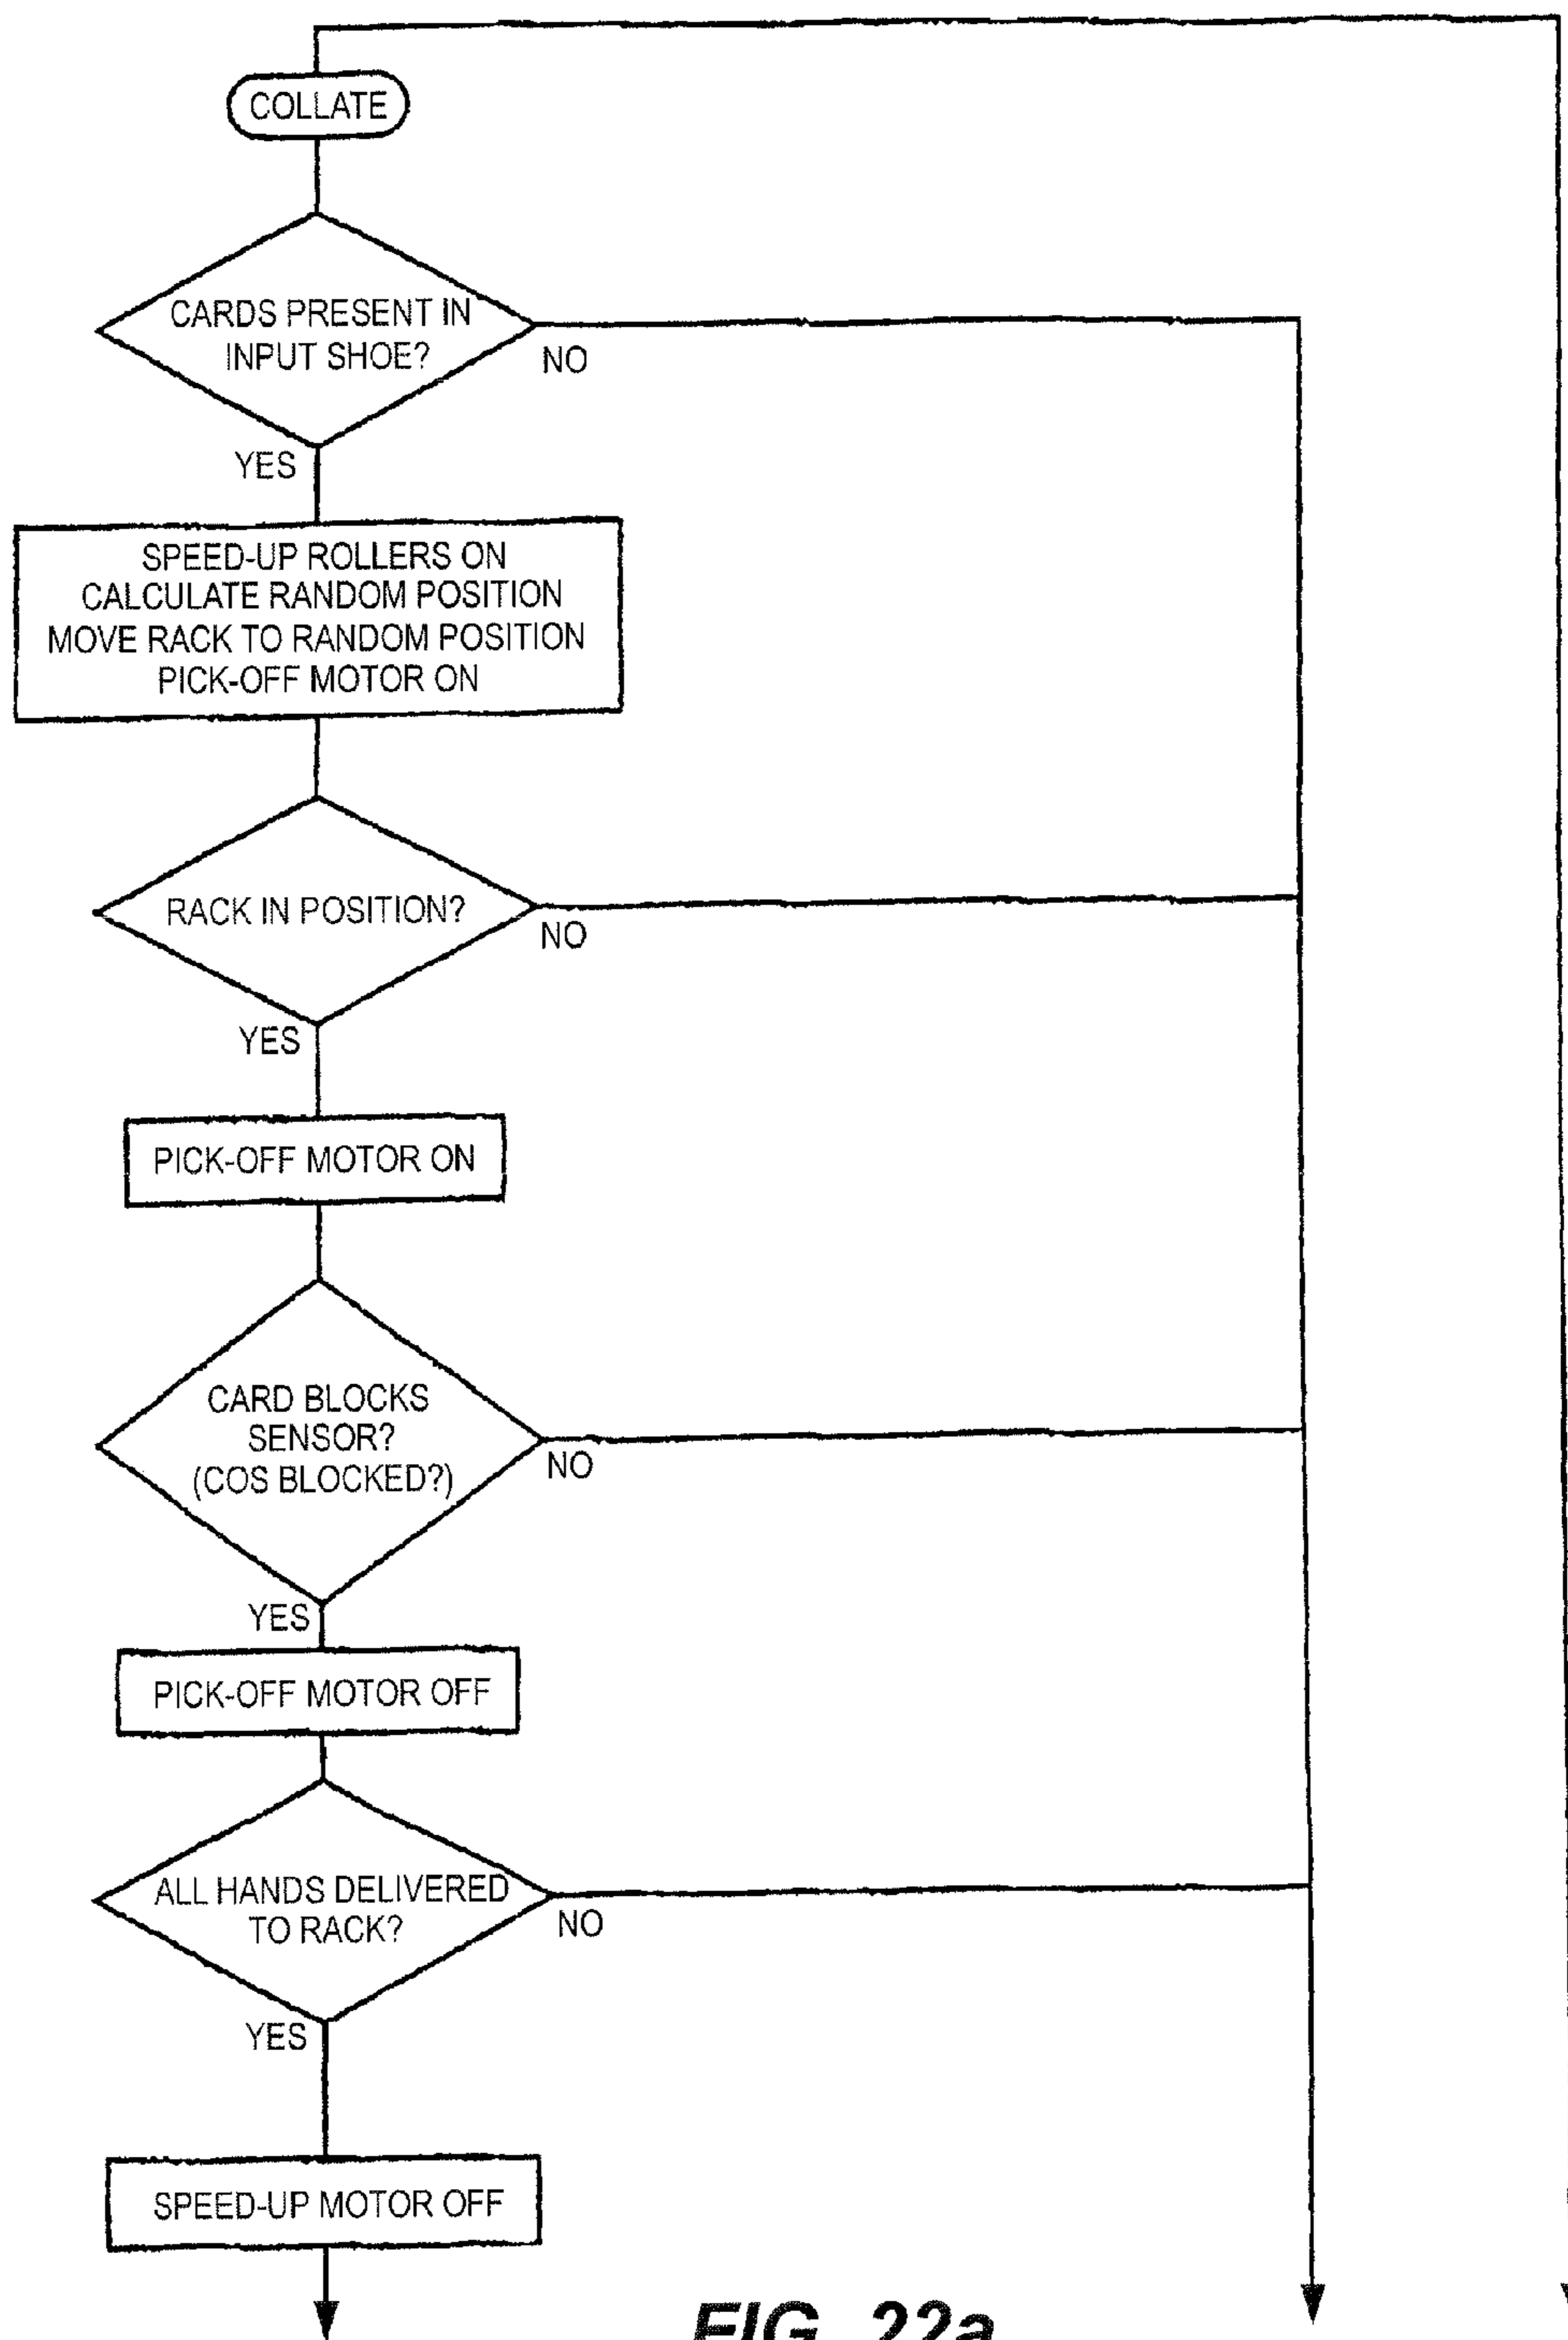 COLLATE
CARDS PRESENT IN
INPUT SHOE?
NO
YES
SPEED-UP ROLLERS ON
CALCULATE RANDOM POSITION
MOVE RACK TO RANDOM POSITION
PICK-OFF MOTOR ON
RACK IN POSITION?
NO
YES
PICK-OFF MOTOR ON
CARD BLOCKS
SENSOR?
(COS BLOCKED?)
NO
YES
PICK-OFF MOTOR OFF
ALL HANDS DELIVERED
TO RACK?
NO
YES
SPEED-UP MOTOR OFF
FIG. 22a